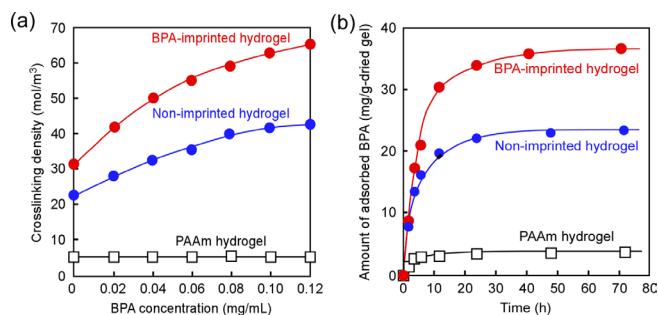 (a)
70
60
50
40
30
20
10
0
Crosslinking density (mol/m³)
BPA-imprinted hydrogel
Non-imprinted hydrogel
PAAm hydrogel
0 0.02 0.04 0.06 0.08 0.10 0.12
BPA concentration (mg/mL)
(b)
40
30
20
10
0
Amount of adsorbed BPA (mg/g-dried gel)
BPA-imprinted hydrogel
Non-imprinted hydrogel
PAAm hydrogel
0 10 20 30 40 50 60 70 80
Time (h)